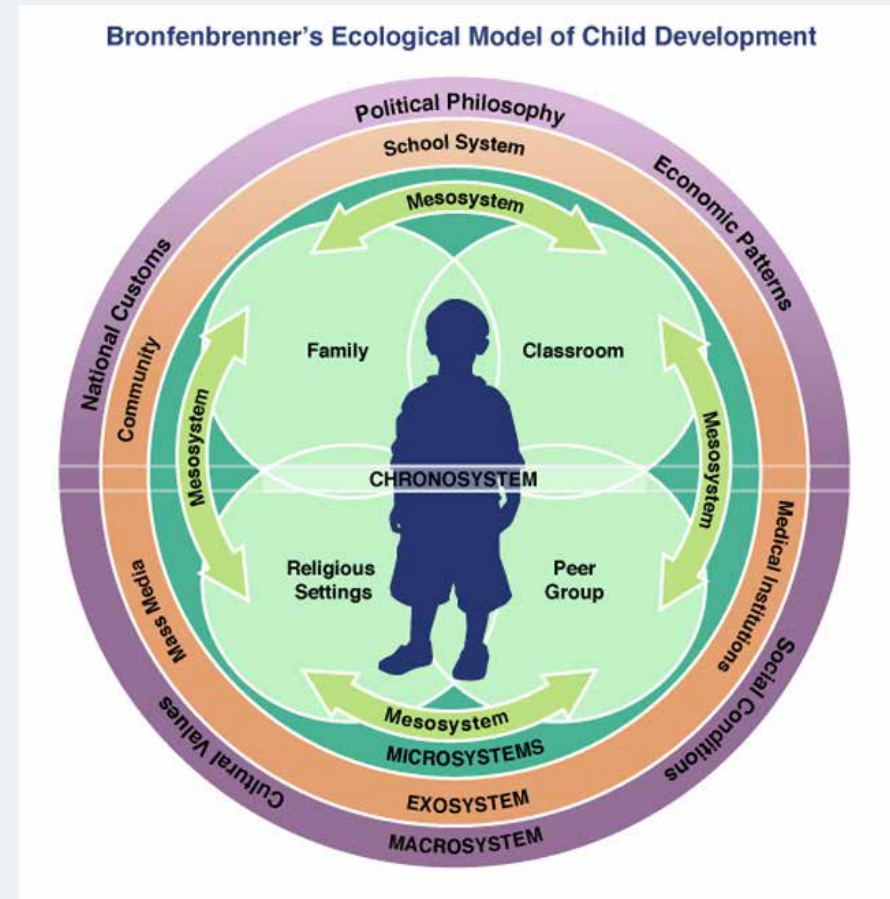 Bronfenbrenner's Ecological Model of Child Development
Political Philosophy
School System
Economic Patterns
Mesosystem
National Customs
Family
Classroom
Community
Mesosystem
Mesosystem
CHRONOSYSTEM
Religious
Settings
Peer
Group
Mass Media
Medical Institutions
Cultural Values
Social Conditions
Mesosystem
MICROSYSTEMS
EXOSYSTEM
MACROSYSTEM